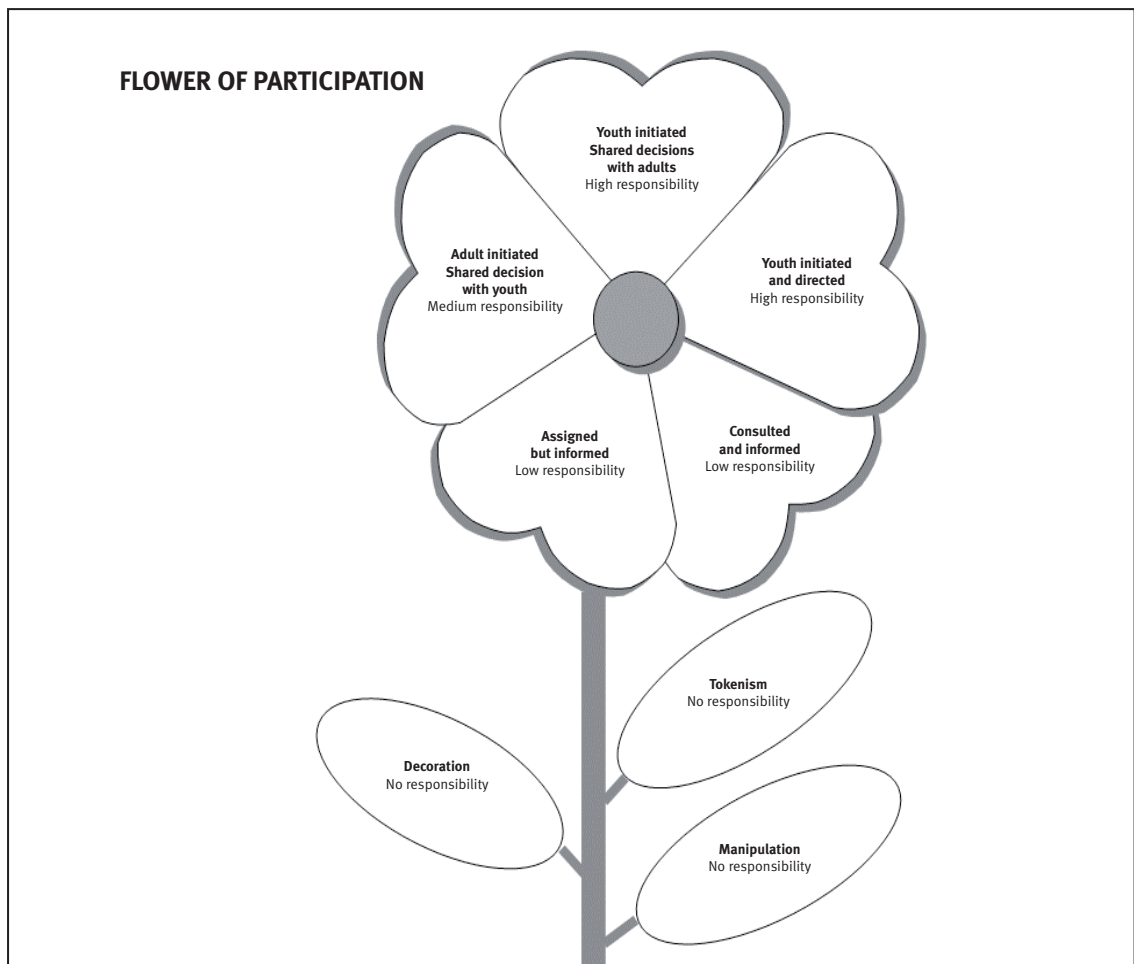 FLOWER OF PARTICIPATION
Youth initiated
Shared decisions
with adults
High responsibility
Adult initiated
Shared decision
with youth
Medium responsibility
Youth initiated
and directed
High responsibility
Assigned
but informed
Low responsibility
Consulted
and informed
Low responsibility
Tokenism
No responsibility
Decoration
No responsibility
Manipulation
No responsibility